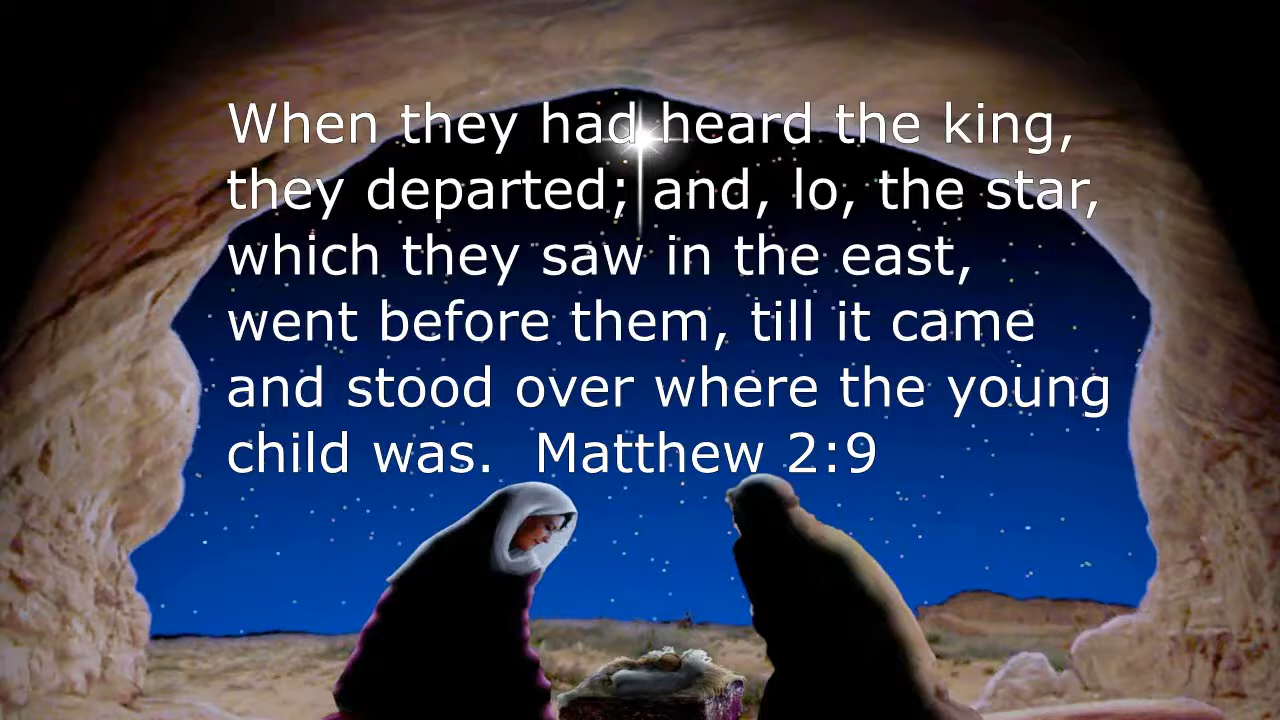 When they had heard the king,
they departed; and, lo, the star,
which they saw in the east,
went before them, till it came
and stood over where the young
child was.  Matthew 2:9